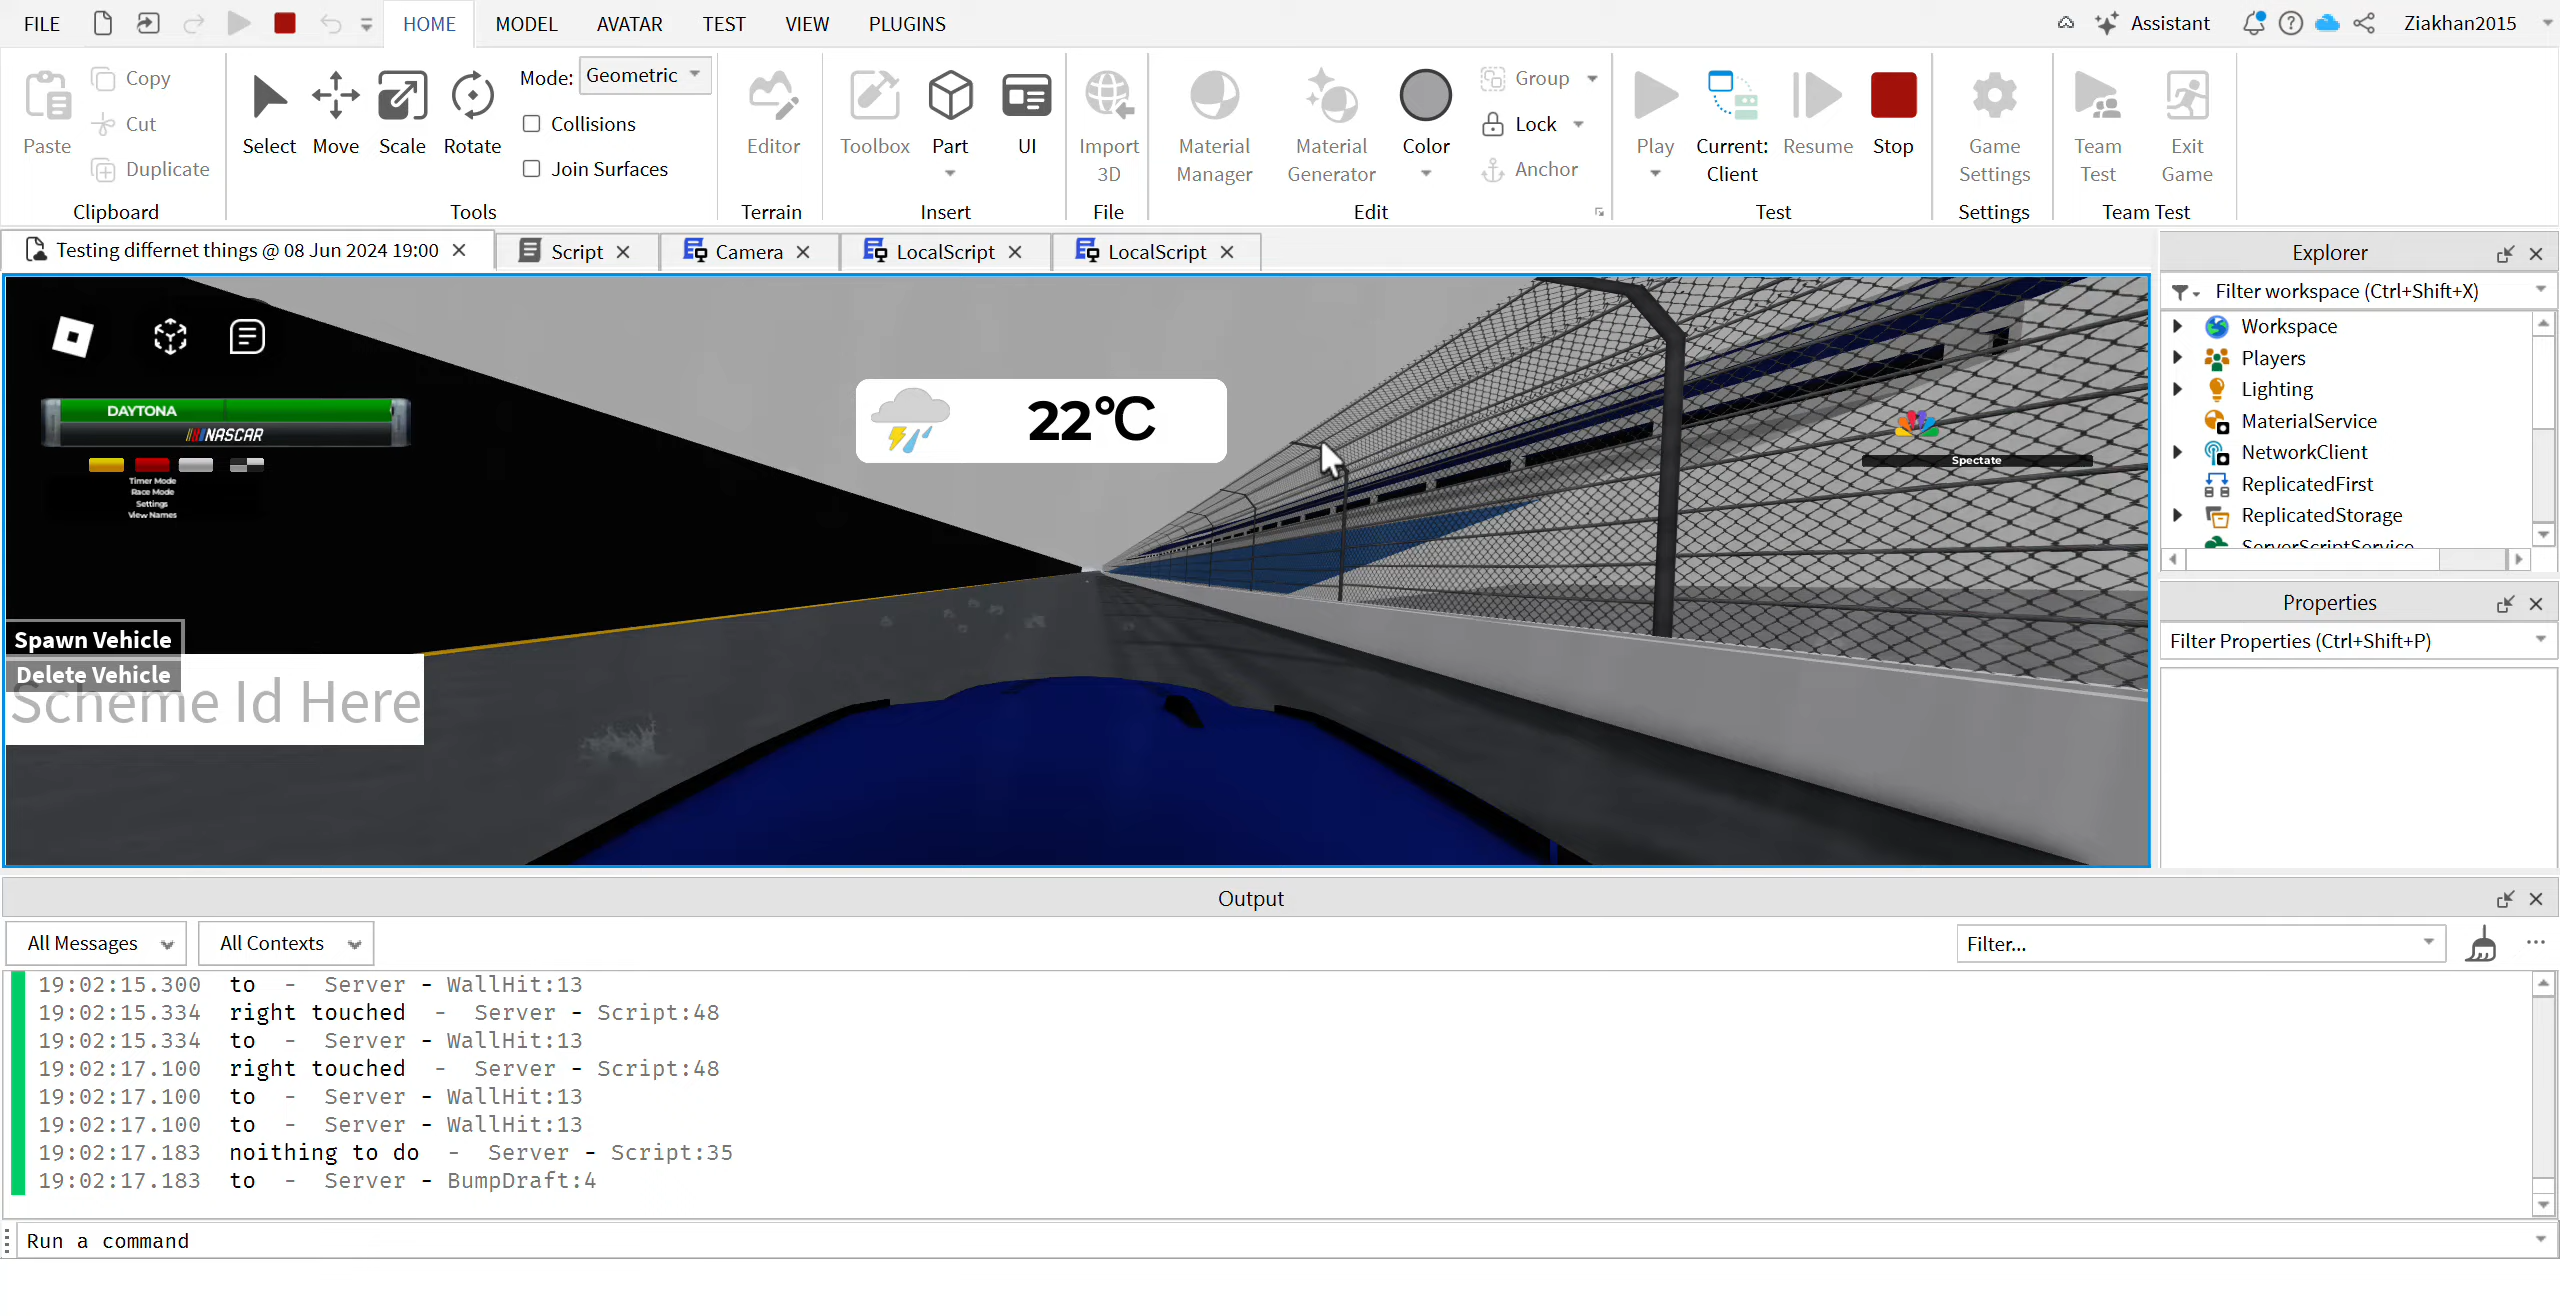 FILE HOME MODEL AVATAR TEST VIEW PLUGINS Assistant Ziakhan2015
Paste Copy Cut Duplicate
Clipboard
Select Move Scale Rotate Mode: Geometric
Collisions
Join Surfaces
Tools
Editor
Terrain
Toolbox Part UI
Insert
Import 3D
File
Material Manager Material Generator Color Group Lock Anchor
Edit
Play Current: Client Resume Stop
Test
Game Settings
Settings
Team Test Exit Game
Team Test
Testing differnet things @ 08 Jun 2024 19:00 Script Camera LocalScript LocalScript
DAYTONA
NASCAR
Timer Mode
Race Mode
Settings
View Names
22°C
Spectate
Spawn Vehicle
Delete Vehicle
Scheme Id Here
Explorer
Filter workspace (Ctrl+Shift+X)
Workspace
Players
Lighting
MaterialService
NetworkClient
ReplicatedFirst
ReplicatedStorage
ServerScriptService
Properties
Filter Properties (Ctrl+Shift+P)
Output
All Messages All Contexts Filter...
19:02:15.300 to - Server - WallHit:13
19:02:15.334 right touched - Server - Script:48
19:02:15.334 to - Server - WallHit:13
19:02:17.100 right touched - Server - Script:48
19:02:17.100 to - Server - WallHit:13
19:02:17.100 to - Server - WallHit:13
19:02:17.183 noithing to do - Server - Script:35
19:02:17.183 to - Server - BumpDraft:4
Run a command